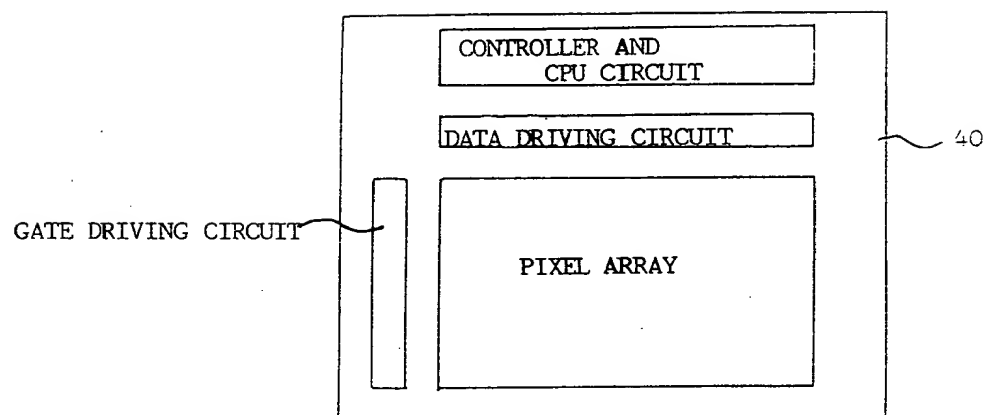 CONTROLLER AND
CPU CIRCUIT
DATA DRIVING CIRCUIT
40
GATE DRIVING CIRCUIT
PIXEL ARRAY